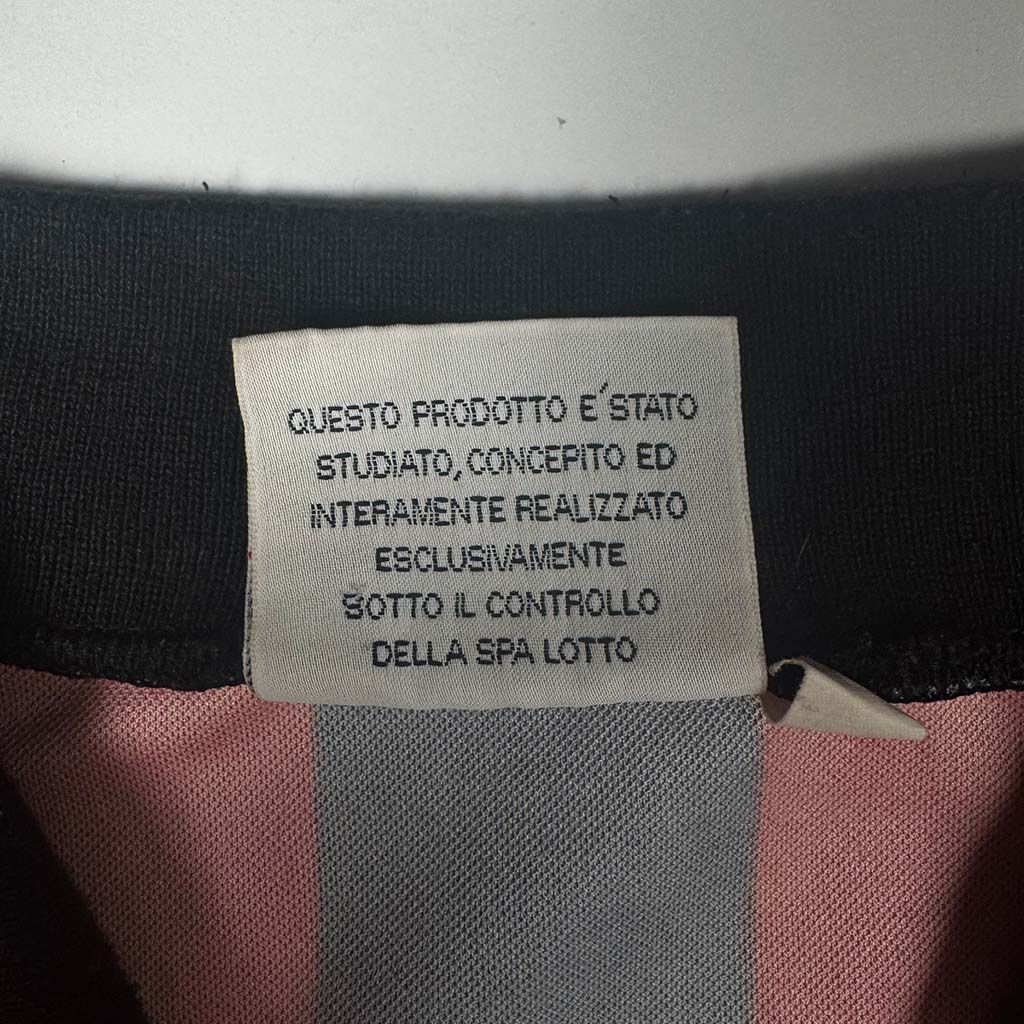 QUESTO PRODOTTO E' STATO
STUDIATO, CONCEPITO ED
INTERAMENTE REALIZZATO
ESCLUSIVAMENTE
SOTTO IL CONTROLLO
DELLA SPA LOTTO